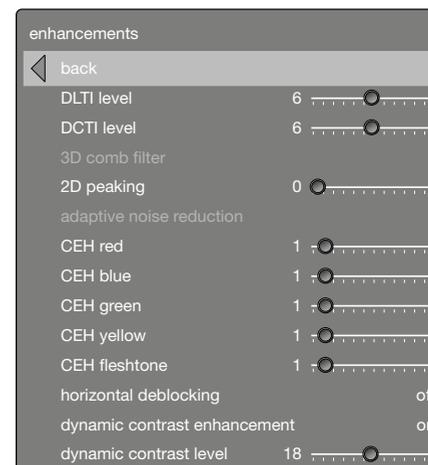 enhancements
back
DLTI level 6
DCTI level 6
3D comb filter
2D peaking 0
adaptive noise reduction
CEH red 1
CEH blue 1
CEH green 1
CEH yellow 1
CEH fleshtone 1
horizontal deblocking
dynamic contrast enhancement
dynamic contrast level 18